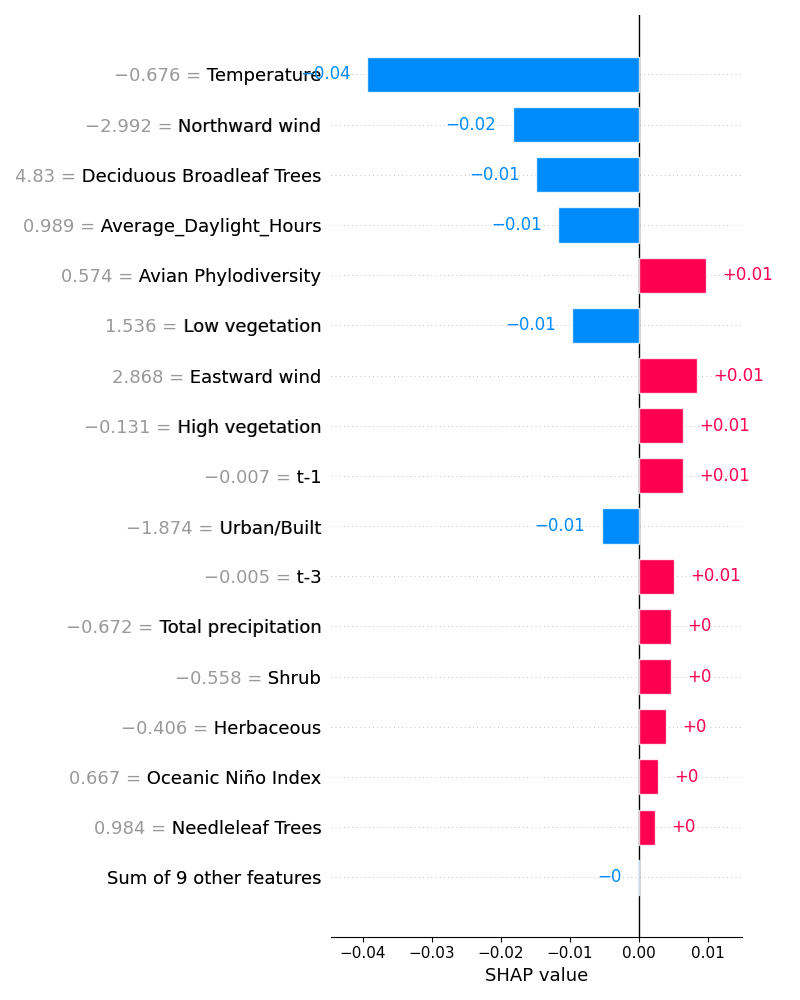 −0.676 = Temperature −0.04
−2.992 = Northward wind −0.02
4.83 = Deciduous Broadleaf Trees −0.01
0.989 = Average_Daylight_Hours −0.01
0.574 = Avian Phylodiversity +0.01
1.536 = Low vegetation −0.01
2.868 = Eastward wind +0.01
−0.131 = High vegetation +0.01
−0.007 = t-1 +0.01
−1.874 = Urban/Built −0.01
−0.005 = t-3 +0.01
−0.672 = Total precipitation +0
−0.558 = Shrub +0
−0.406 = Herbaceous +0
0.667 = Oceanic Niño Index +0
0.984 = Needleleaf Trees +0
Sum of 9 other features −0
−0.04 −0.03 −0.02 −0.01 0.00 0.01
SHAP value